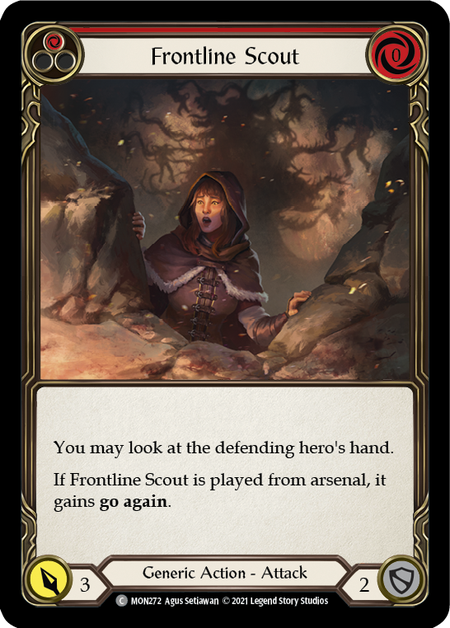 Frontline Scout
0
You may look at the defending hero's hand.
If Frontline Scout is played from arsenal, it
gains go again.
3
Generic Action - Attack
2
C MON272 Agus Setiawan © 2021 Legend Story Studios